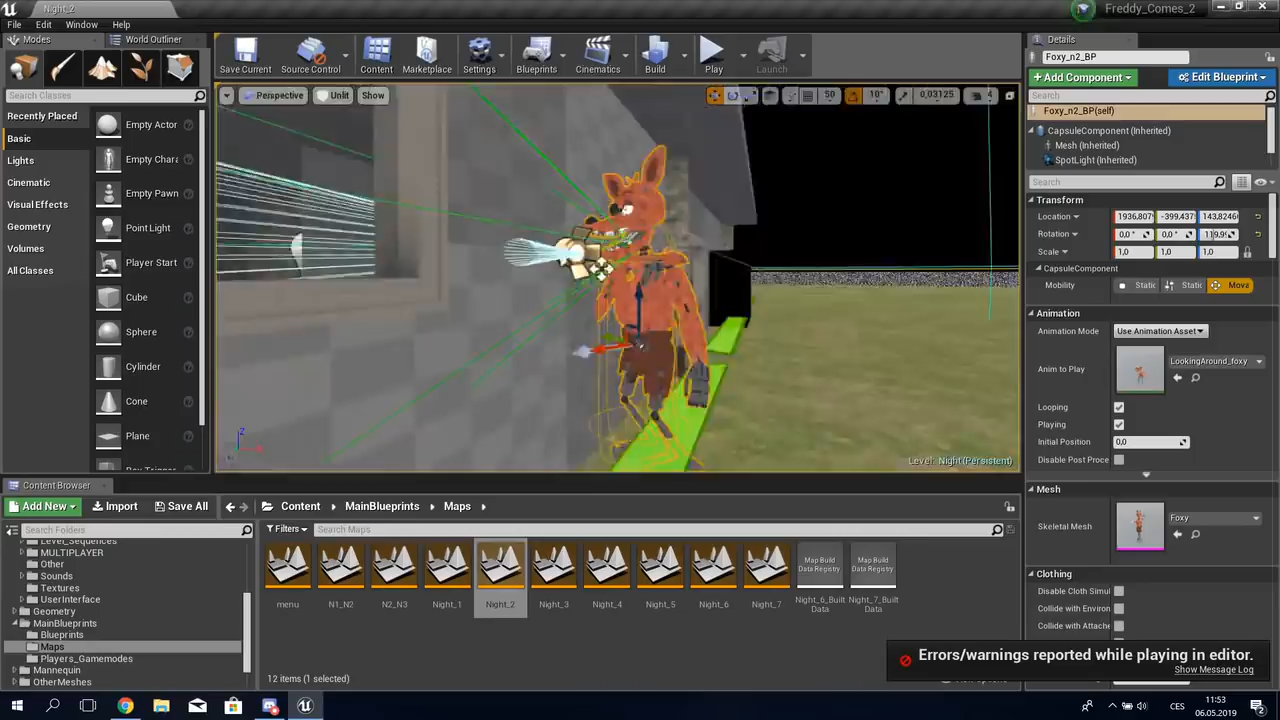 Night_2
Freddy_Comes_2
File Edit Window Help
Modes World Outliner
Search Classes
Recently Placed
Basic
Lights
Cinematic
Visual Effects
Geometry
Volumes
All Classes
Empty Actor
Empty Chara
Empty Pawn
Point Light
Player Start
Cube
Sphere
Cylinder
Cone
Plane
Save Current Source Control Content Marketplace Settings Blueprints Cinematics Build Play Launch
Perspective Unlit Show
50 10° 0,03125 4
Level: Night (Persistent)
Details
Foxy_n2_BP
+Add Component Edit Blueprint
Search
Foxy_n2_BP(self)
CapsuleComponent (Inherited)
Mesh (Inherited)
SpotLight (Inherited)
Search
Transform
Location 1936,807 -399,437 143,8246
Rotation 0,0 ° 0,0 °
Scale 1,0 1,0 1,0
CapsuleComponent
Mobility Static Static Mova
Animation
Animation Mode Use Animation Asset
Anim to Play LookingAround_foxy
Looping
Playing
Initial Position 0,0
Disable Post Proce
Mesh
Skeletal Mesh Foxy
Clothing
Disable Cloth Simu
Collide with Environ
Collide with Attache
Content Browser
Add New Import Save All Content MainBlueprints Maps
Search Folders
Level_Sequences
MULTIPLAYER
Other
Sounds
Textures
UserInterface
Geometry
MainBlueprints
Blueprints
Maps
Players_Gamemodes
Mannequin
OtherMeshes
Filters Search Maps
Map Build Data Registry
Map Build Data Registry
menu N1_N2 N2_N3 Night_1 Night_2 Night_3 Night_4 Night_5 Night_6 Night_7 Night_6_Built Data Night_7_Built Data
12 items (1 selected)
Errors/warnings reported while playing in editor.
Show Message Log
CES
11:53
06.05.2019
2